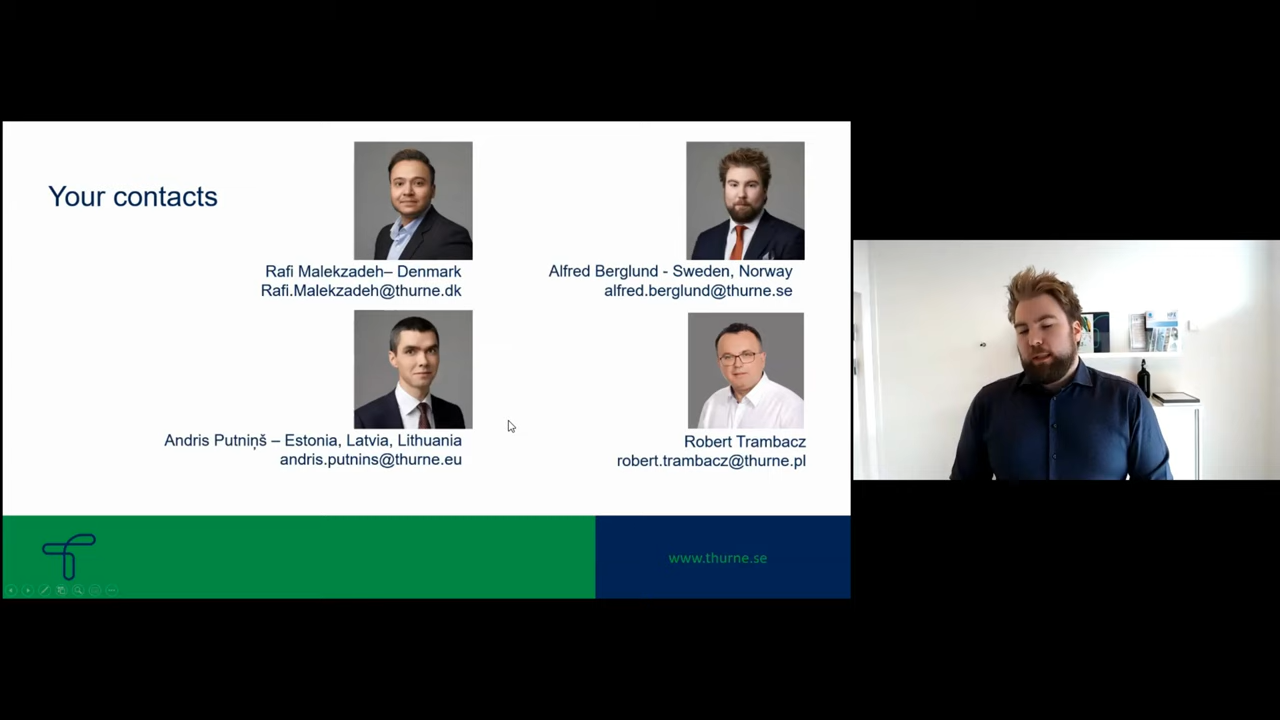 Your contacts
Rafi Malekzadeh– Denmark
Rafi.Malekzadeh@thurne.dk
Alfred Berglund - Sweden, Norway
alfred.berglund@thurne.se
Andris Putniņš – Estonia, Latvia, Lithuania
andris.putnins@thurne.eu
Robert Trambacz
robert.trambacz@thurne.pl
www.thurne.se